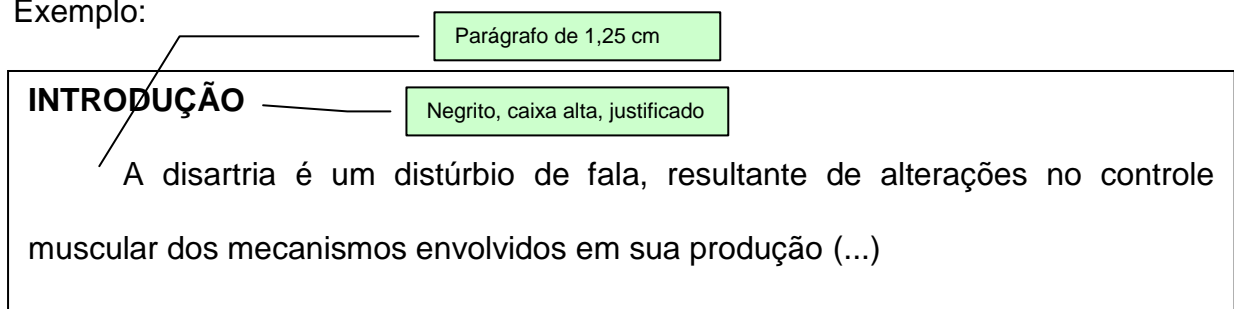 Exemplo:
Parágrafo de 1,25 cm
INTRODUÇÃO
Negrito, caixa alta, justificado
A disartria é um distúrbio de fala, resultante de alterações no controle
muscular dos mecanismos envolvidos em sua produção (...)